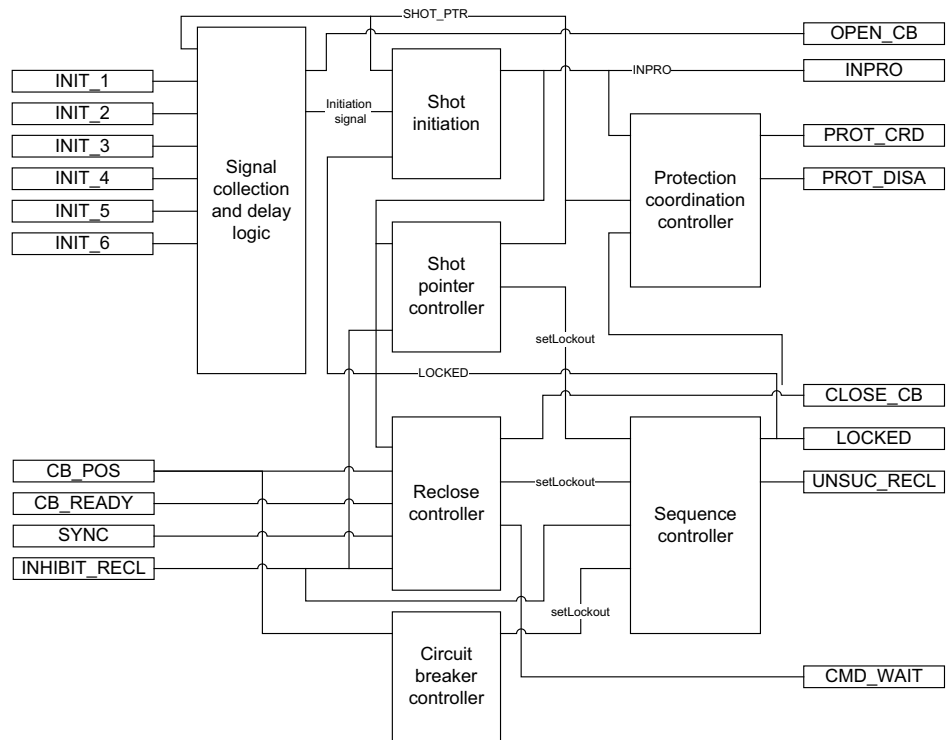 SHOT_PTR
OPEN_CB
INIT_1
INIT_2
INIT_3
INIT_4
INIT_5
INIT_6
Signal
collection
and delay
logic
Initiation
signal
Shot
initiation
INPRO
INPRO
PROT_CRD
PROT_DISA
Protection
coordination
controller
Shot
pointer
controller
setLockout
LOCKED
CLOSE_CB
LOCKED
UNSUC_RECL
CB_POS
CB_READY
SYNC
INHIBIT_RECL
Reclose
controller
setLockout
Sequence
controller
setLockout
Circuit
breaker
controller
CMD_WAIT